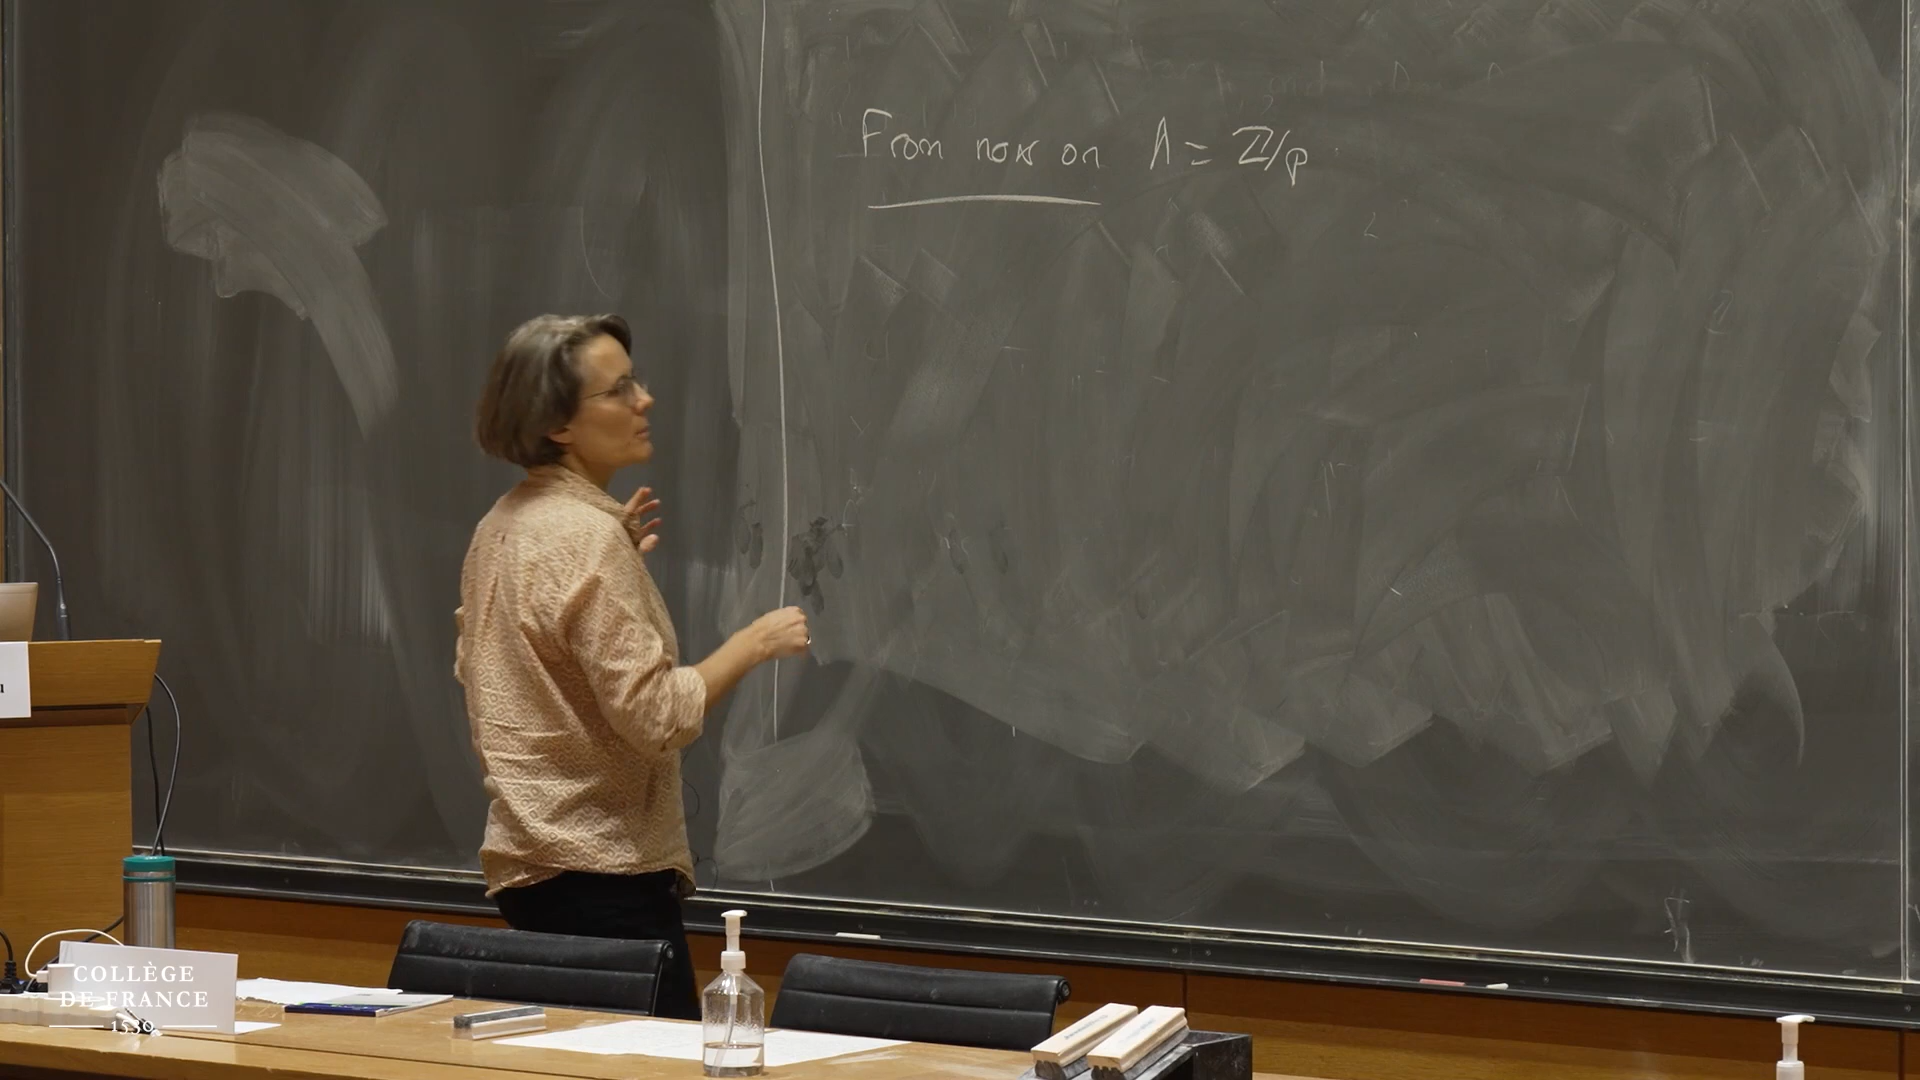 From now on Λ = ℤ/p
COLLÈGE
DE FRANCE
1530